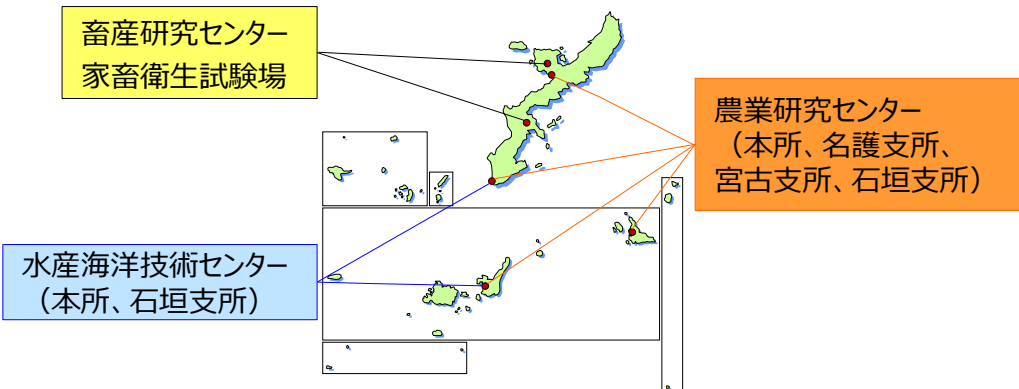 畜産研究センター
家畜衛生試験場
農業研究センター
（本所、名護支所、
宮古支所、石垣支所）
水産海洋技術センター
（本所、石垣支所）